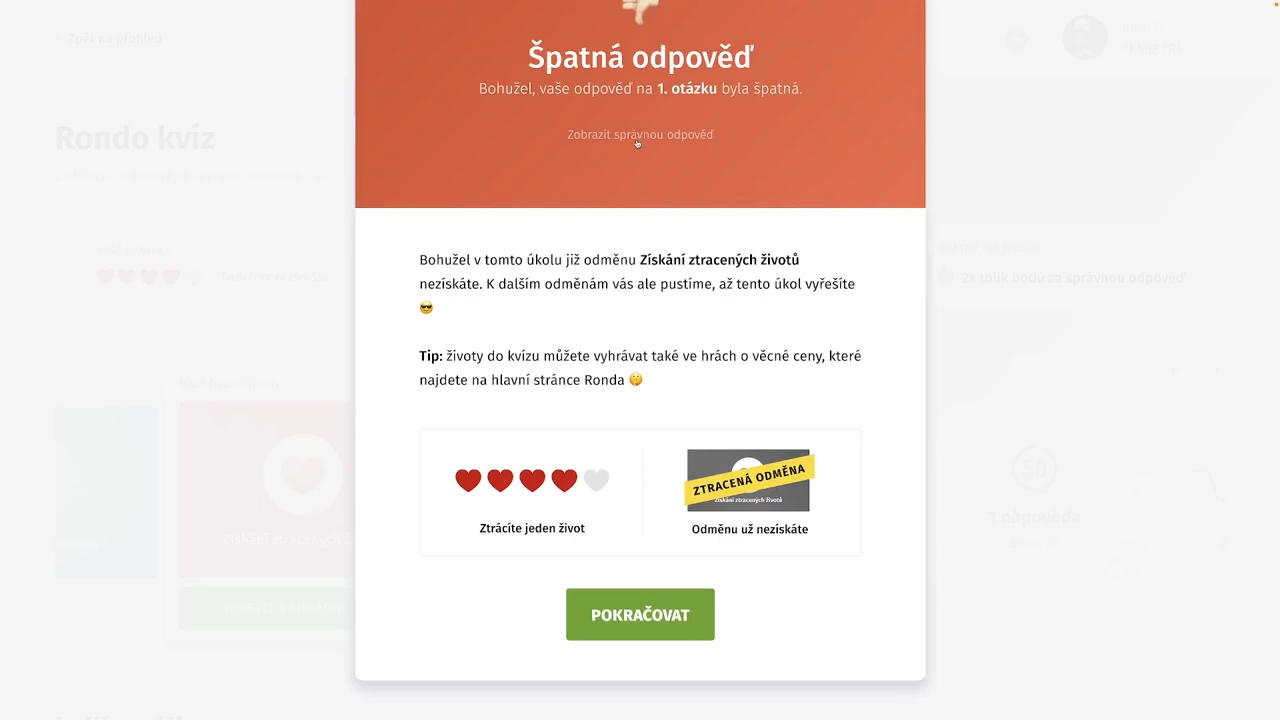 Zpět na přehled
Špatná odpověď
Bohužel, vaše odpověď na 1. otázku byla špatná.
Zobrazit správnou odpověď
Rondo kvíz
2x tolik bodů za správnou odpověď
Bohužel v tomto úkolu již odměnu Získání ztracených životů
nezískáte. K dalším odměnám vás ale pustíme, až tento úkol vyřešíte
😎
Tip: životy do kvízu můžete vyhrávat také ve hrách o věcné ceny, které
najdete na hlavní stránce Ronda 🤫
ZTRACENÁ ODMĚNA
Získání ztracených životů
Ztrácíte jeden život
Odměnu už nezískáte
50
1 nápověda
Získání ztracených ž
POKRAČOVAT